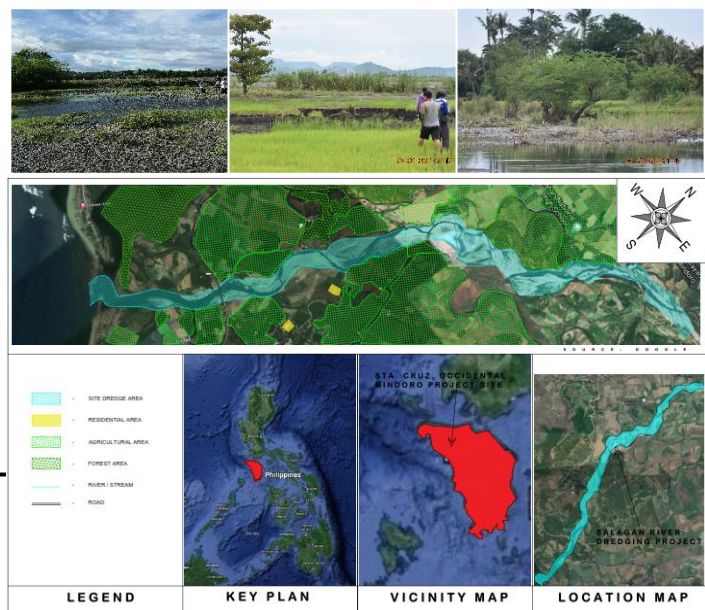 W
N
S
E
SOURCE: GOOGLE
- SITE DREDGE AREA
- RESIDENTIAL AREA
- AGRICULTURAL AREA
- FOREST AREA
- RIVER / STREAM
- ROAD
Philippines
STA. CRUZ, OCCIDENTAL
MINDORO PROJECT SITE
SALAGAN RIVER
DREDGING PROJECT
LEGEND
KEY PLAN
VICINITY MAP
LOCATION MAP